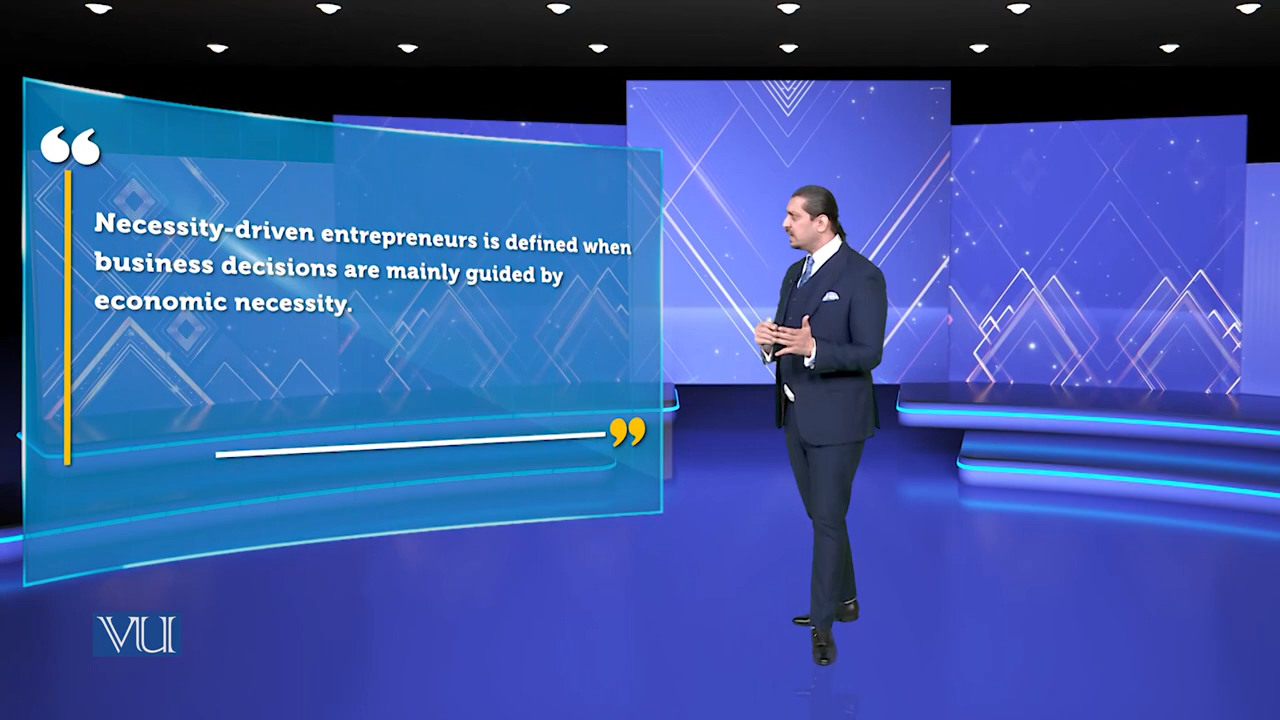 “
Necessity-driven entrepreneurs is defined when
business decisions are mainly guided by
economic necessity.
”
VU